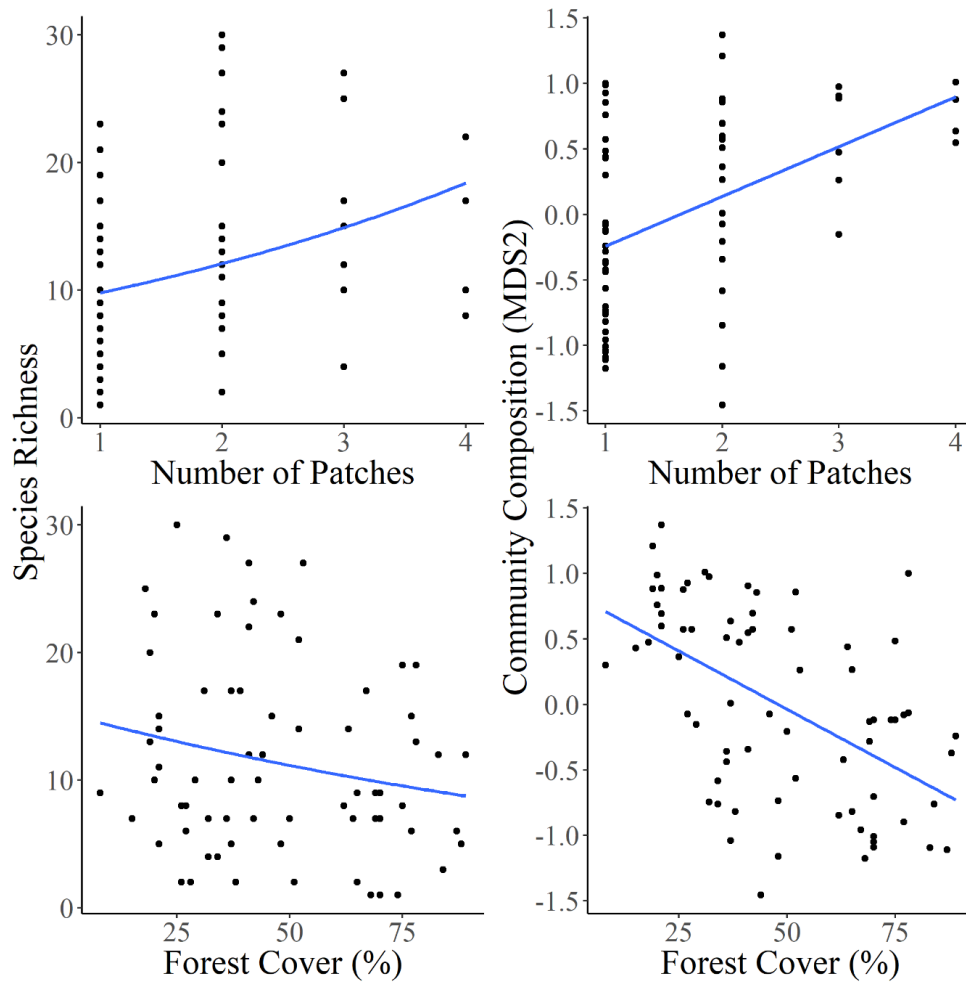 Species Richness
30
20
10
0
1 2 3 4
Number of Patches
Community Composition (MDS2)
1.5
1.0
0.5
0.0
-0.5
-1.0
-1.5
1 2 3 4
Number of Patches
30
20
10
0
25 50 75
Forest Cover (%)
1.5
1.0
0.5
0.0
-0.5
-1.0
-1.5
25 50 75
Forest Cover (%)